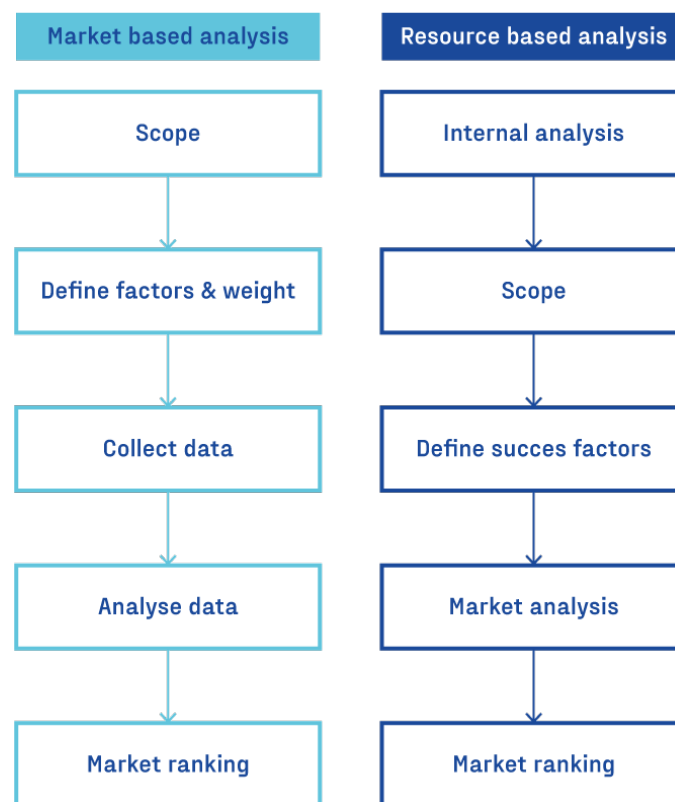 Market based analysis
Scope
Define factors & weight
Collect data
Analyse data
Market ranking
Resource based analysis
Internal analysis
Scope
Define succes factors
Market analysis
Market ranking